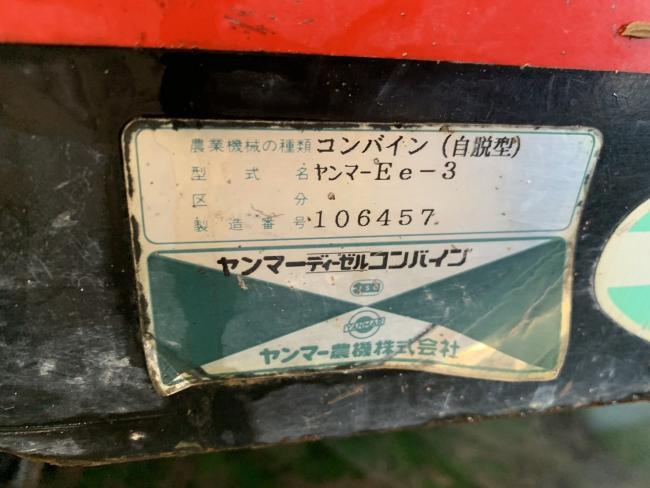 農業機械の種類 コンバイン (自脱型)
型式名 ヤンマーEe-3
区分
製造番号 106457
ヤンマーディーゼルコンバイン
YANMAR
ヤンマー農機株式会社